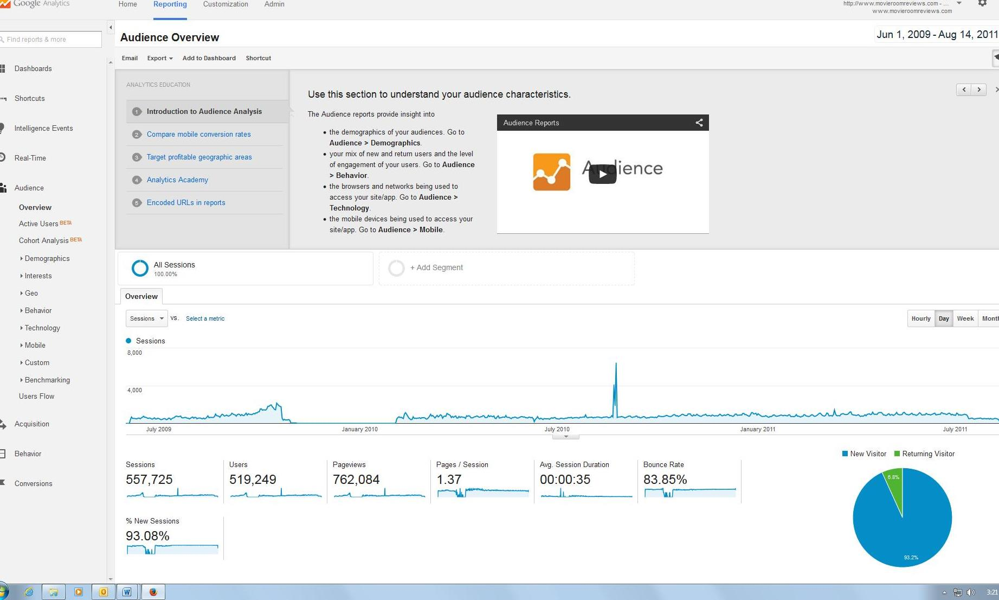 Google Analytics
Home Reporting Customization Admin
http://www.movieroomreviews.com - ...
www.movieroomreviews.com
Find reports & more
Dashboards
Shortcuts
Intelligence Events
Real-Time
Audience
Overview
Active Users BETA
Cohort Analysis BETA
Demographics
Interests
Geo
Behavior
Technology
Mobile
Custom
Benchmarking
Users Flow
Acquisition
Behavior
Conversions
Audience Overview
Jun 1, 2009 - Aug 14, 2011
Email Export Add to Dashboard Shortcut
ANALYTICS EDUCATION
1 Introduction to Audience Analysis
2 Compare mobile conversion rates
3 Target profitable geographic areas
4 Analytics Academy
5 Encoded URLs in reports
Use this section to understand your audience characteristics.
The Audience reports provide insight into
• the demographics of your audiences. Go to
Audience > Demographics.
• your mix of new and return users and the level
of engagement of your users. Go to Audience
> Behavior.
• the browsers and networks being used to
access your site/app. Go to Audience >
Technology.
• the mobile devices being used to access your
site/app. Go to Audience > Mobile.
Audience Reports
Audience
All Sessions
100.00%
+ Add Segment
Overview
Sessions vs. Select a metric
Hourly Day Week Month
Sessions
8,000
4,000
July 2009 January 2010 July 2010 January 2011 July 2011
Sessions
557,725
Users
519,249
Pageviews
762,084
Pages / Session
1.37
Avg. Session Duration
00:00:35
Bounce Rate
83.85%
% New Sessions
93.08%
New Visitor Returning Visitor
6.8%
93.2%
3:21